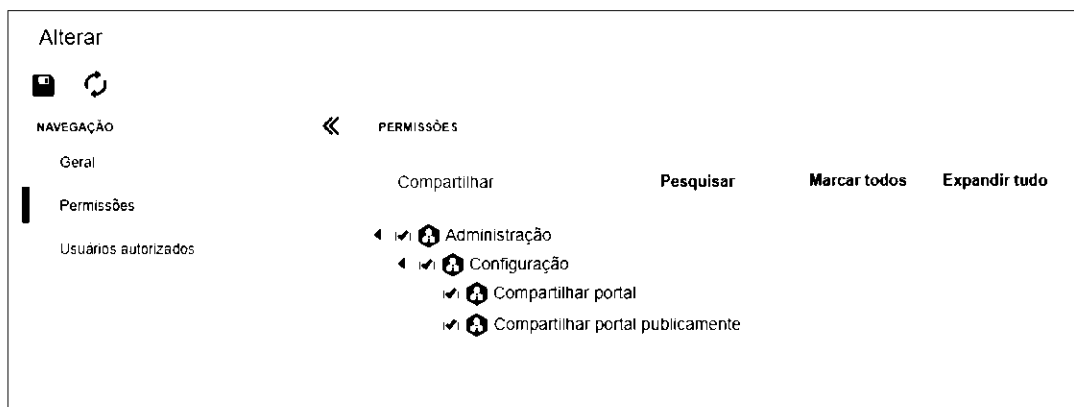 Alterar
NAVEGAÇÃO
PERMISSÕES
Geral
Compartilhar Pesquisar Marcar todos Expandir tudo
Permissões
Usuários autorizados
Administração
Configuração
Compartilhar portal
Compartilhar portal publicamente